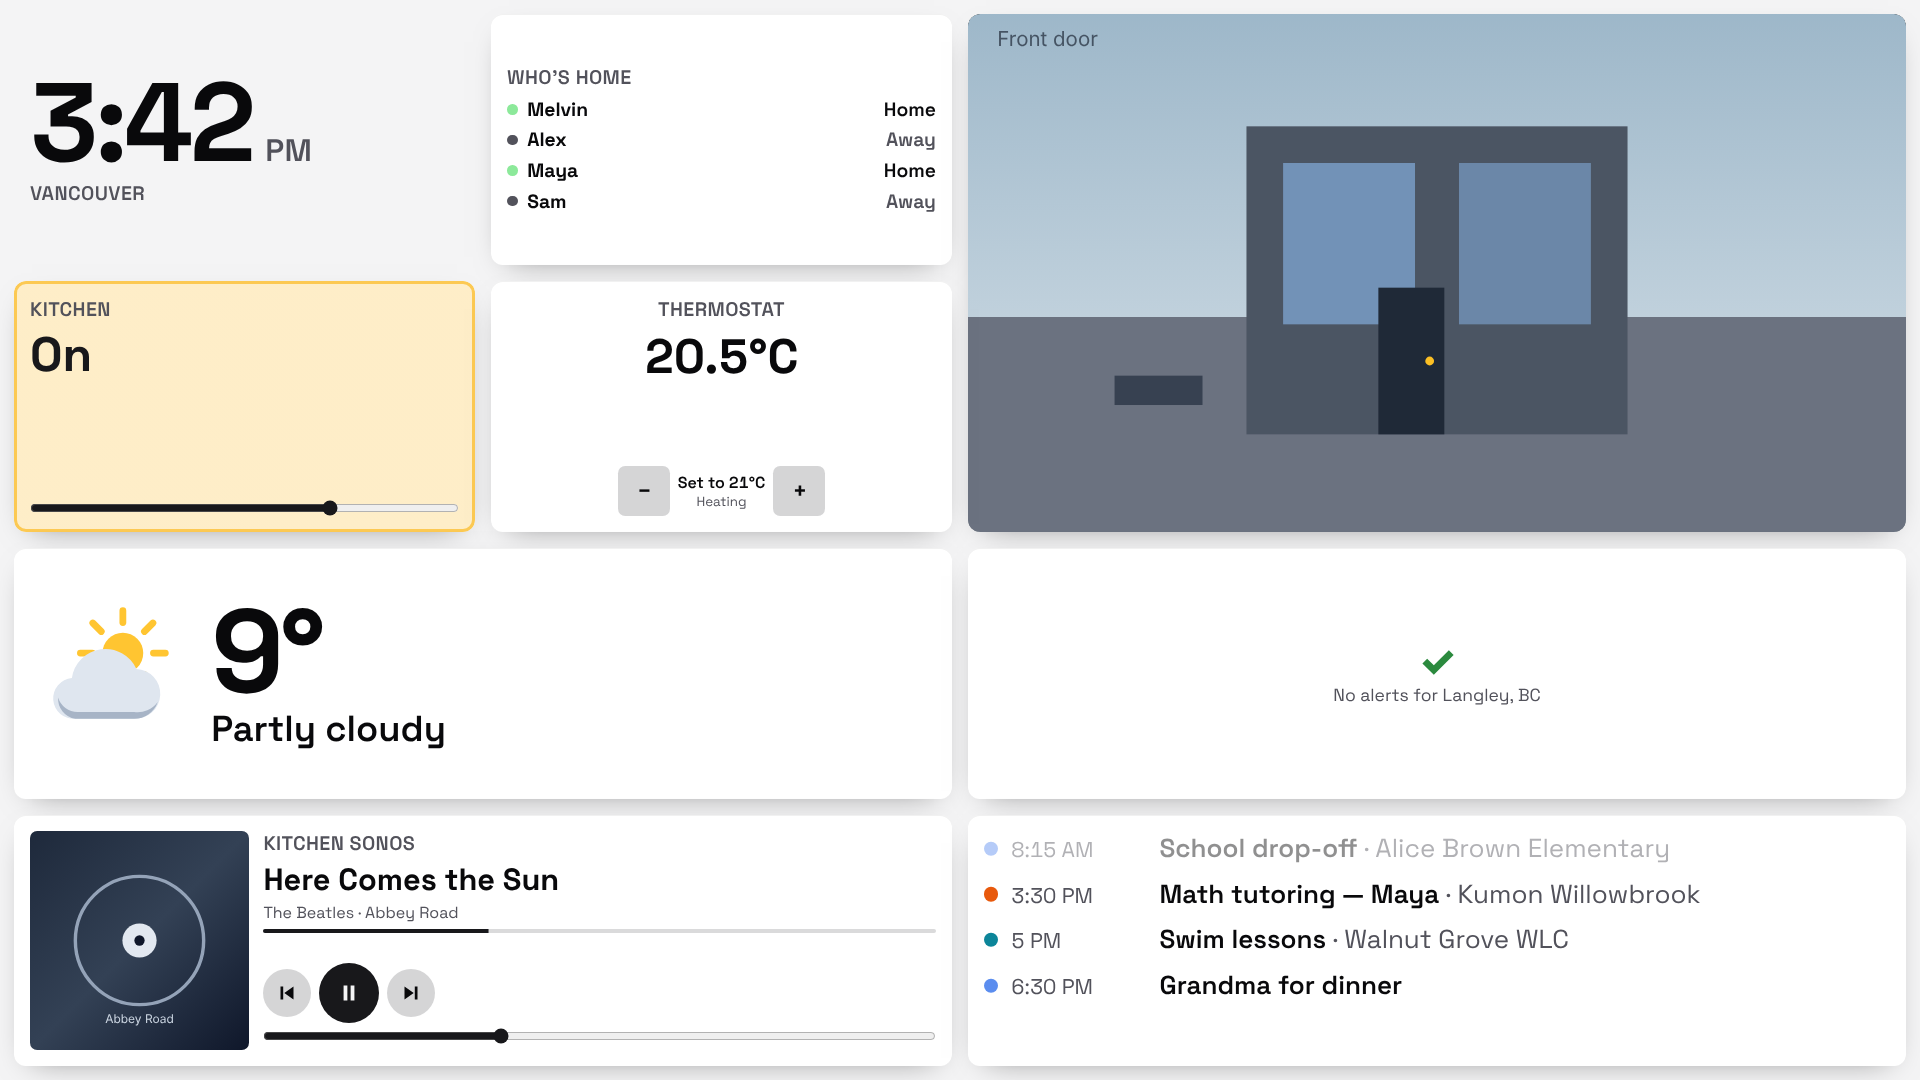 3:42 PM
VANCOUVER
WHO'S HOME
Melvin Home
Alex Away
Maya Home
Sam Away
Front door
KITCHEN
On
THERMOSTAT
20.5°C
− Set to 21°C +
Heating
9°
Partly cloudy
No alerts for Langley, BC
Abbey Road
KITCHEN SONOS
Here Comes the Sun
The Beatles · Abbey Road
8:15 AM School drop-off · Alice Brown Elementary
3:30 PM Math tutoring — Maya · Kumon Willowbrook
5 PM Swim lessons · Walnut Grove WLC
6:30 PM Grandma for dinner